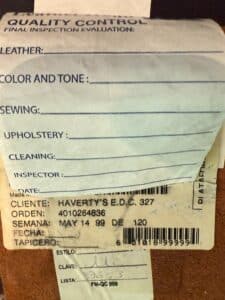 QUALITY CONTROL
FINAL INSPECTION EVALUATION:
LEATHER:
COLOR AND TONE:
SEWING:
UPHOLSTERY:
CLEANING:
INSPECTOR:
DATE:
CLIENTE: HAVERTY'S E.D.C. 327
ORDEN: 4010264836
SEMANA: MAY 14 99 DE 120
FECHA:
TAPICERO:
ESTILO
CLAVE
LISTA